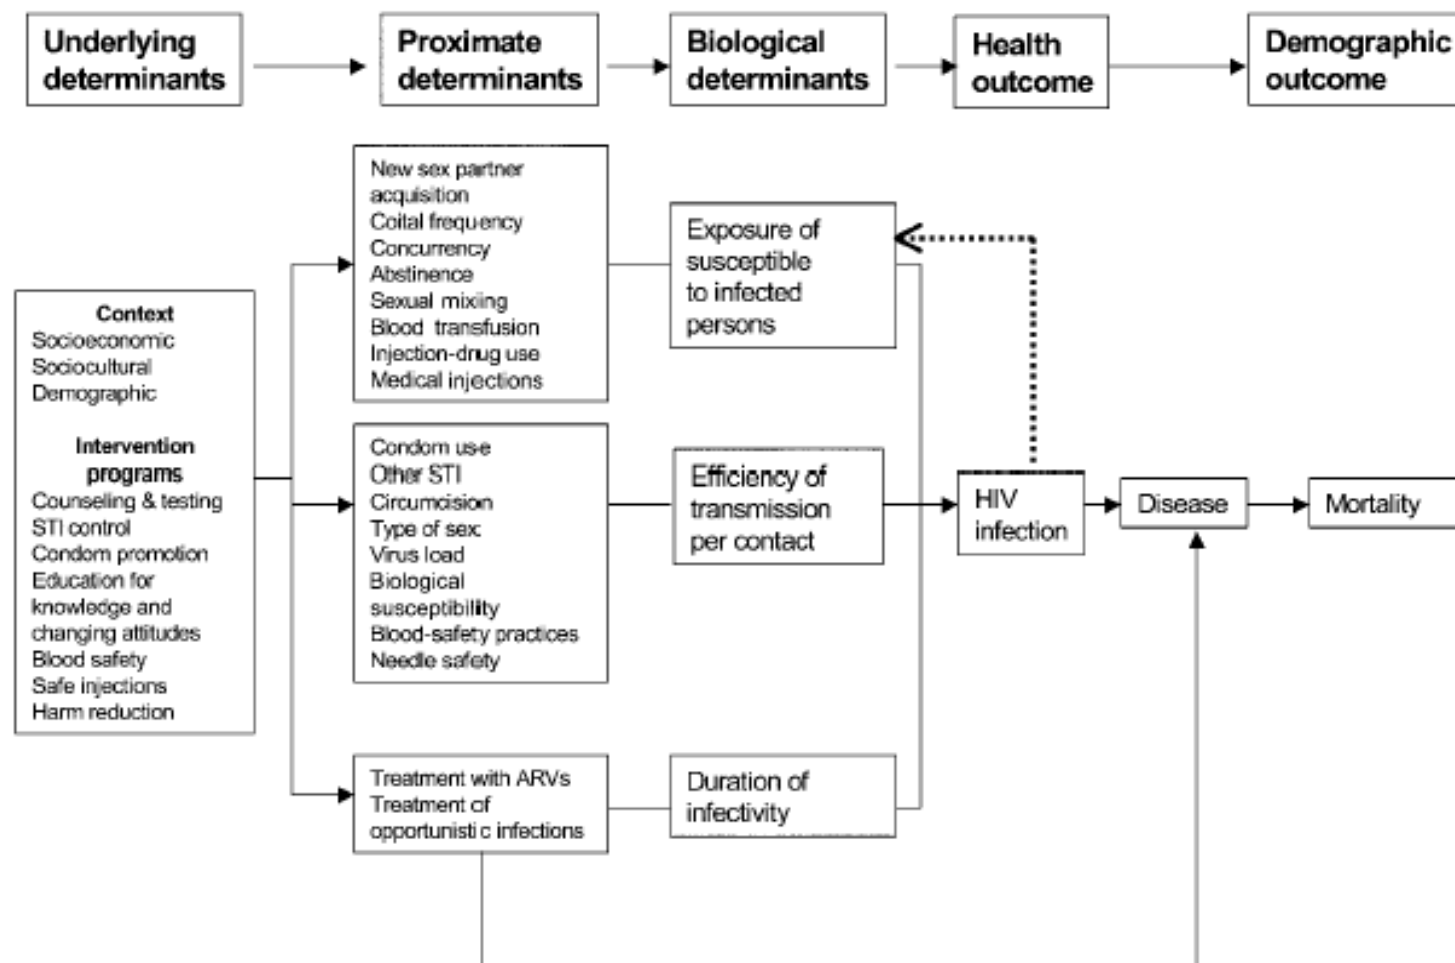 Underlying
determinants
Proximate
determinants
Biological
determinants
Health
outcome
Demographic
outcome
Context
Socioeconomic
Sociocultural
Demographic
Intervention
programs
Counseling & testing
STI control
Condom promotion
Education for
knowledge and
changing attitudes
Blood safety
Safe injections
Harm reduction
New sex partner
acquisition
Coital frequency
Concurrency
Abstinence
Sexual mixing
Blood transfusion
Injection-drug use
Medical injections
Condom use
Other STI
Circumcision
Type of sex
Virus load
Biological
susceptibility
Blood-safety practices
Needle safety
Treatment with ARVs
Treatment of
opportunistic infections
Exposure of
susceptible
to infected
persons
Efficiency of
transmission
per contact
Duration of
infectivity
HIV
infection
Disease
Mortality